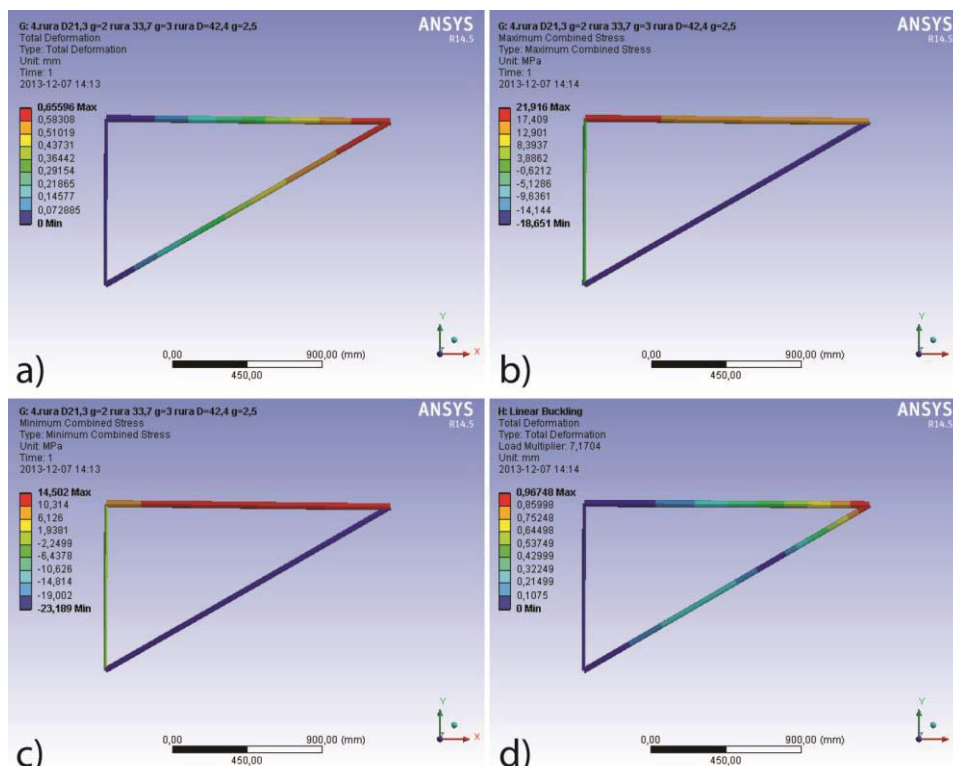 G: 4.rura D21,3 g=2 rura 33,7 g=3 rura D=42,4 g=2,5
Total Deformation
Type: Total Deformation
Unit: mm
Time: 1
2013-12-07 14:13
ANSYS
R14.5
0,65596 Max
0,58308
0,51019
0,43731
0,36442
0,29154
0,21865
0,14577
0,072885
0 Min
Y
X
0,00
900,00 (mm)
450,00
a)
G: 4.rura D21,3 g=2 rura 33,7 g=3 rura D=42,4 g=2,5
Maximum Combined Stress
Type: Maximum Combined Stress
Unit: MPa
Time: 1
2013-12-07 14:14
ANSYS
R14.5
21,916 Max
17,409
12,901
8,3937
3,8862
-0,6212
-5,1286
-9,6361
-14,144
-18,651 Min
Y
X
0,00
900,00 (mm)
450,00
b)
G: 4.rura D21,3 g=2 rura 33,7 g=3 rura D=42,4 g=2,5
Minimum Combined Stress
Type: Minimum Combined Stress
Unit: MPa
Time: 1
2013-12-07 14:13
ANSYS
R14.5
14,502 Max
10,314
6,126
1,9381
-2,2499
-6,4378
-10,626
-14,814
-19,002
-23,189 Min
Y
X
0,00
900,00 (mm)
450,00
c)
H: Linear Buckling
Total Deformation
Type: Total Deformation
Load Multiplier: 7,1704
Unit: mm
2013-12-07 14:14
ANSYS
R14.5
0,96748 Max
0,85998
0,75248
0,64498
0,53749
0,42999
0,32249
0,21499
0,1075
0 Min
Y
X
0,00
900,00 (mm)
450,00
d)